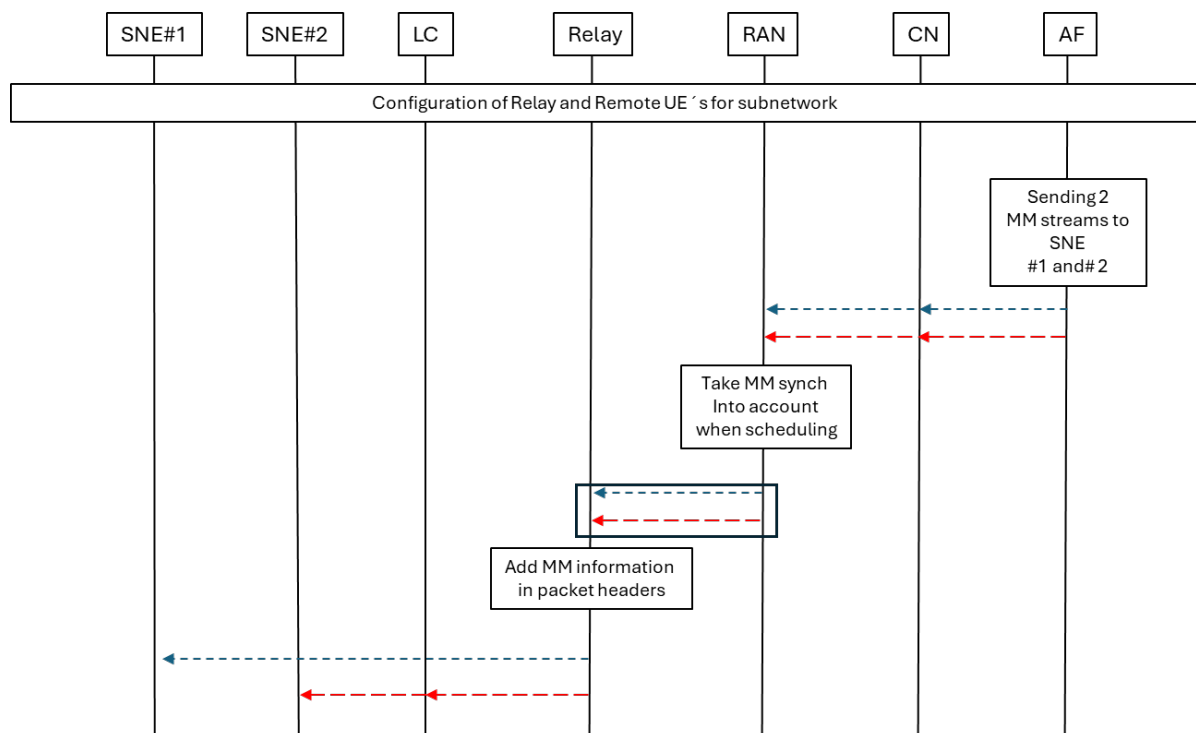 SNE#1
SNE#2
LC
Relay
RAN
CN
AF
Configuration of Relay and Remote UE´s for subnetwork
Sending 2
MM streams to
SNE
#1 and# 2
Take MM synch
Into account
when scheduling
Add MM information
in packet headers